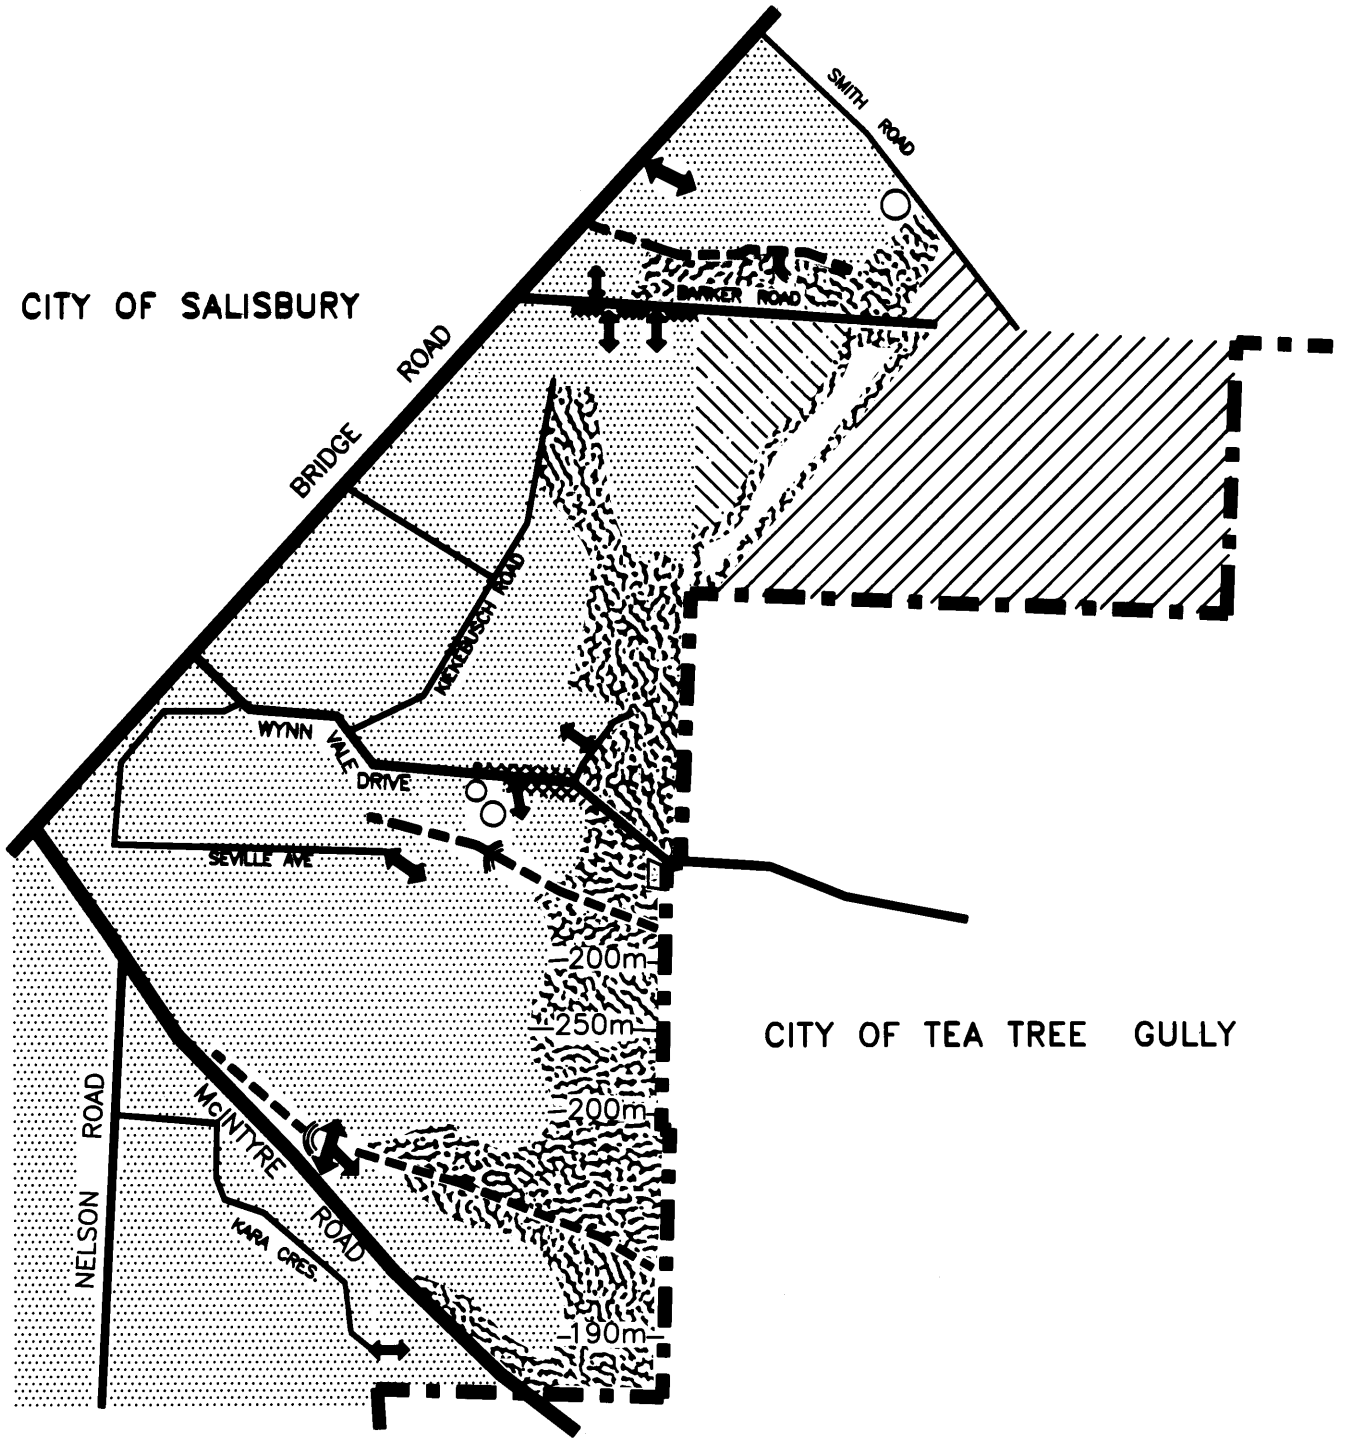 SMITH ROAD
BARKER ROAD
CITY OF SALISBURY
BRIDGE ROAD
KIEKEBUSCH ROAD
WYNN
VALE
DRIVE
SEVILLE AVE
200m
250m
CITY OF TEA TREE GULLY
200m
McINTYRE ROAD
NELSON ROAD
KARA CRES.
190m